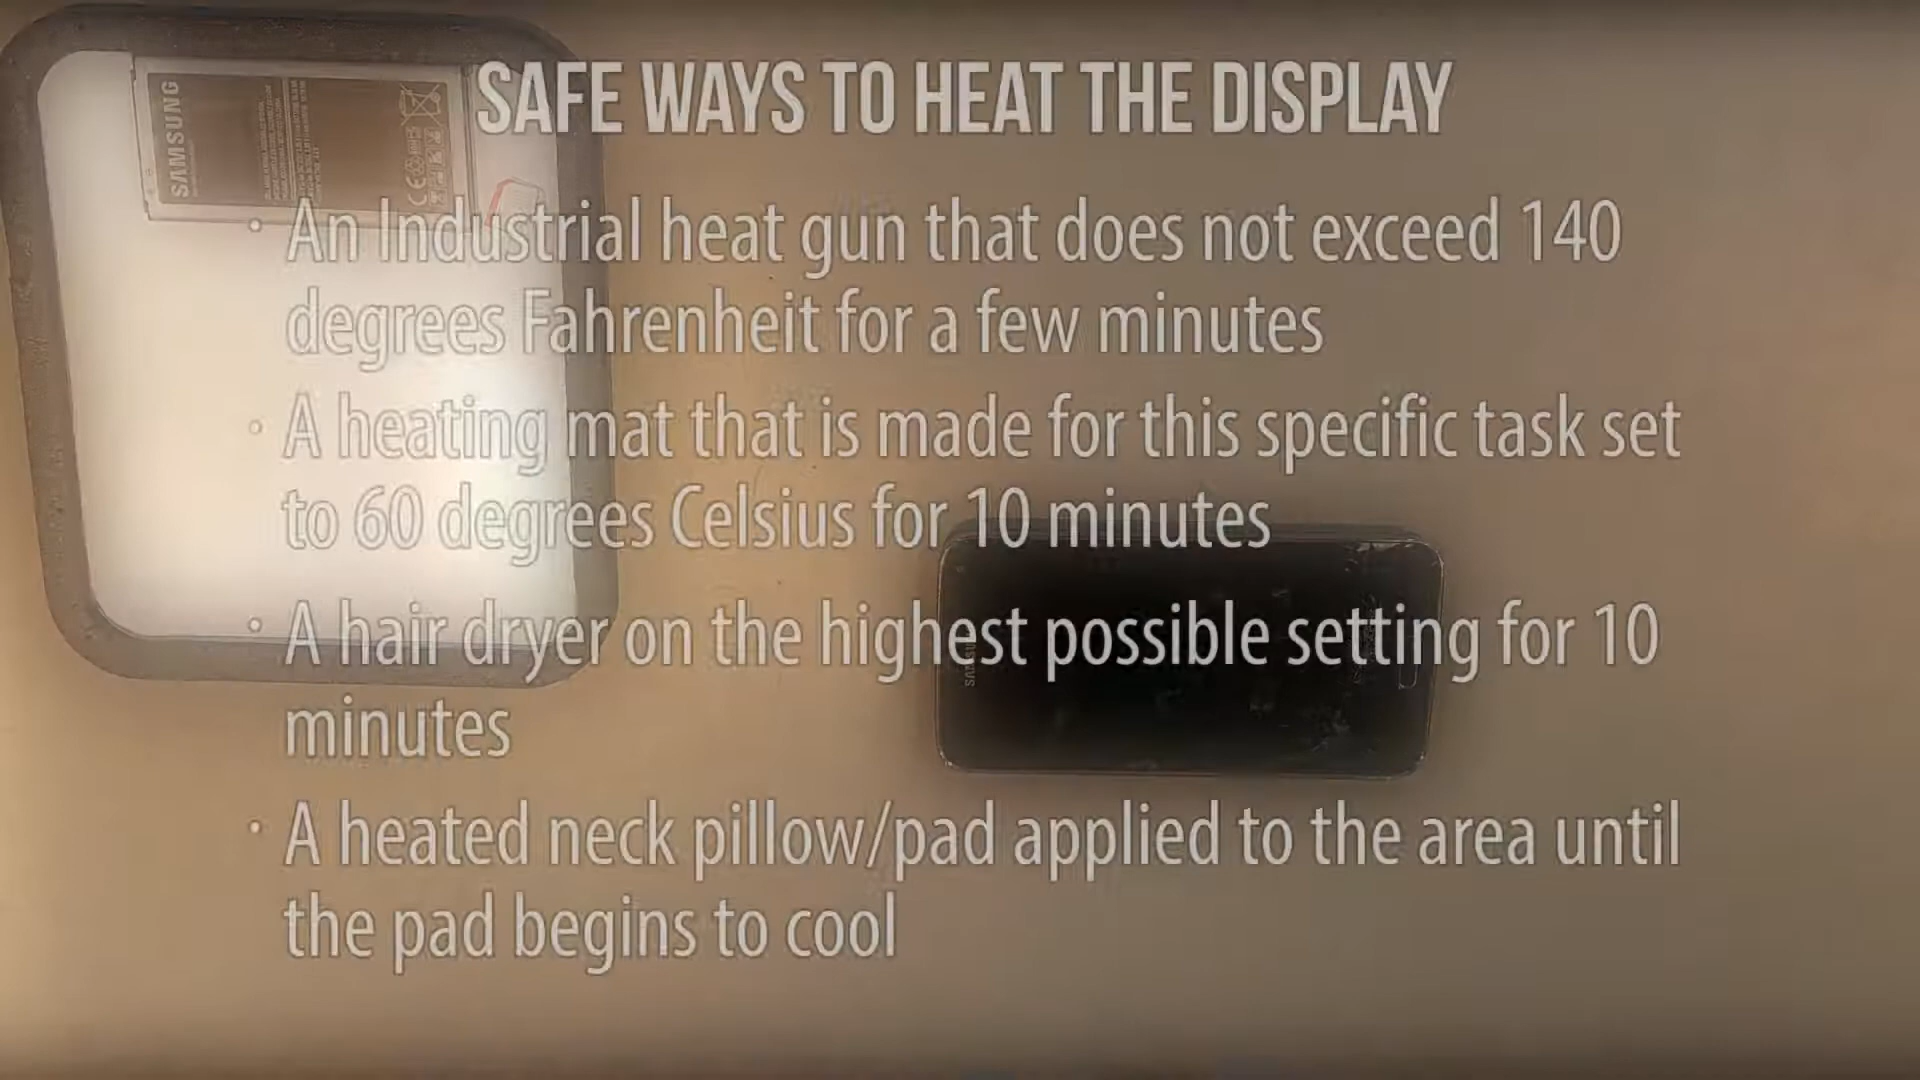 SAFE WAYS TO HEAT THE DISPLAY
SAMSUNG
· An Industrial heat gun that does not exceed 140
degrees Fahrenheit for a few minutes
· A heating mat that is made for this specific task set
to 60 degrees Celsius for 10 minutes
· A hair dryer on the highest possible setting for 10
minutes
· A heated neck pillow/pad applied to the area until
the pad begins to cool